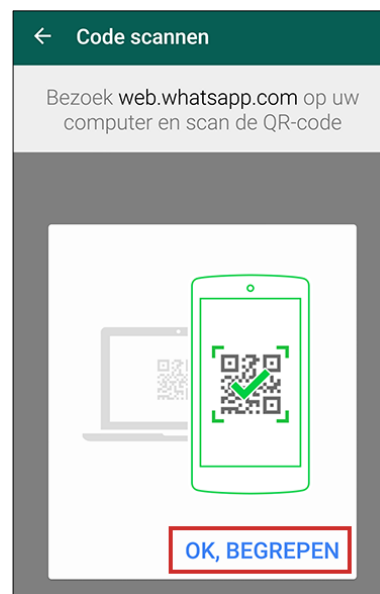 Code scannen
Bezoek web.whatsapp.com op uw
computer en scan de QR-code
OK, BEGREPEN